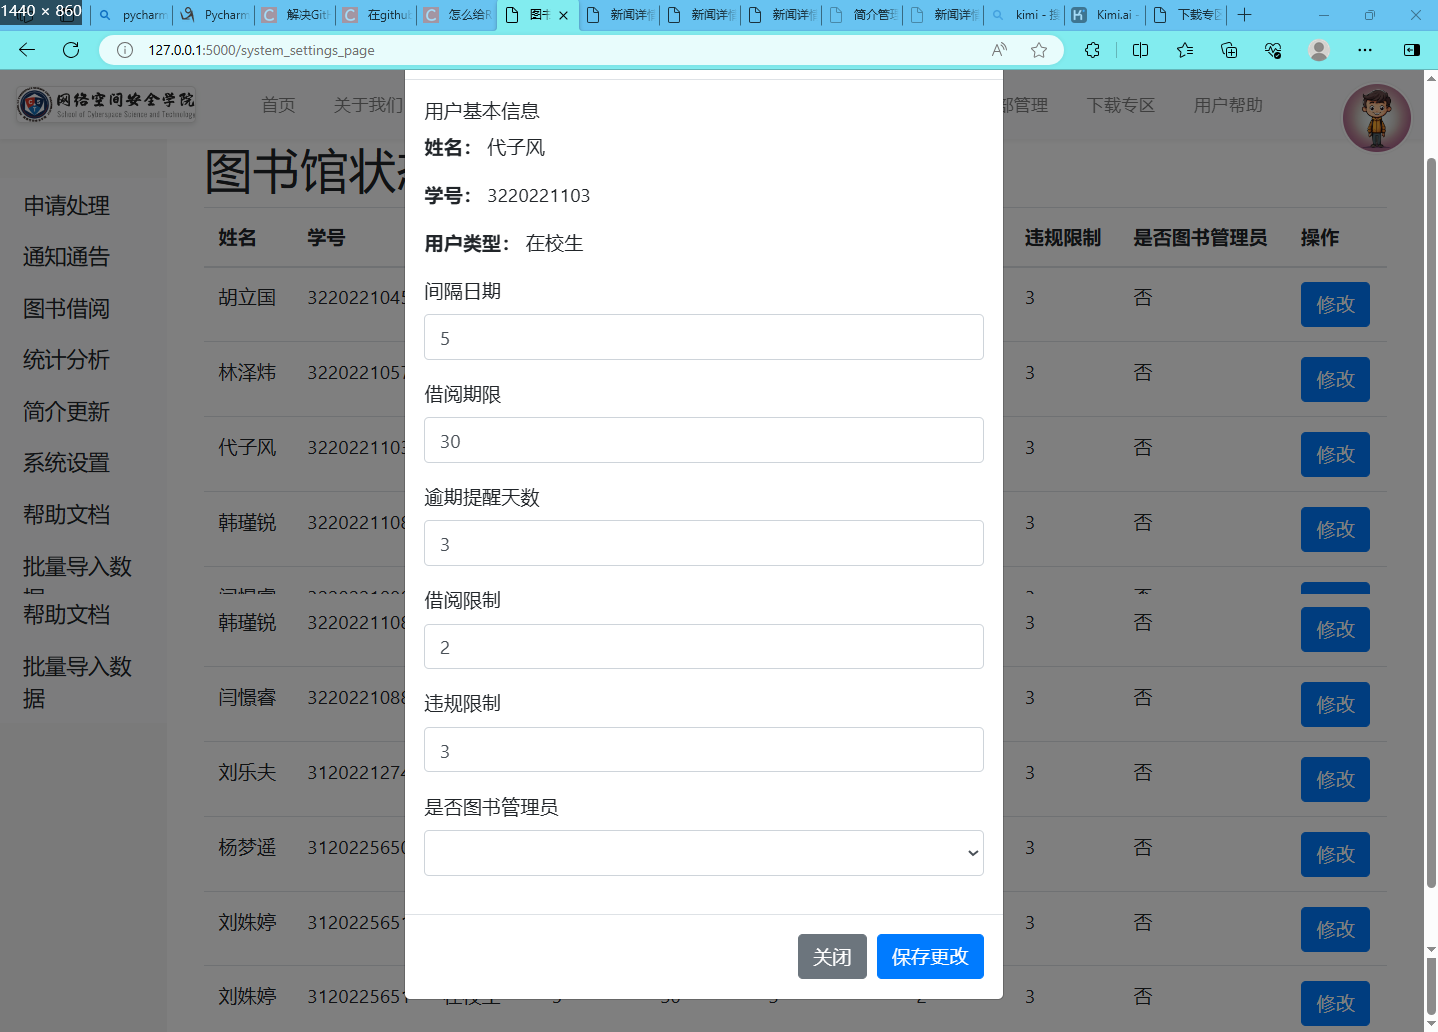 1440 × 860
pycharm
Pycharm
解决Git
在github
怎么给P
图书
新闻详情
新闻详情
新闻详情
简介管理
新闻详情
kimi - 搜
Kimi.ai -
下载专区
127.0.0.1:5000/system_settings_page
网络空间安全学院
School of Cyberspace Science and Technology
首页
关于我们
部管理
下载专区
用户帮助
申请处理
通知通告
图书借阅
统计分析
简介更新
系统设置
帮助文档
批量导入数
帮助文档
批量导入数
据
图书馆状态
姓名 学号 违规限制 是否图书管理员 操作
胡立国 322022104 3 否 修改
林泽炜 322022105 3 否 修改
代子风 322022110 3 否 修改
韩瑾锐 322022110 3 否 修改
韩瑾锐 322022110 3 否 修改
闫憬睿 322022108 3 否 修改
刘乐夫 312022127 3 否 修改
杨梦遥 312022565 3 否 修改
刘姝婷 312022565 3 否 修改
刘姝婷 312022565 3 否 修改
用户基本信息
姓名： 代子风
学号： 3220221103
用户类型： 在校生
间隔日期
5
借阅期限
30
逾期提醒天数
3
借阅限制
2
违规限制
3
是否图书管理员
关闭 保存更改